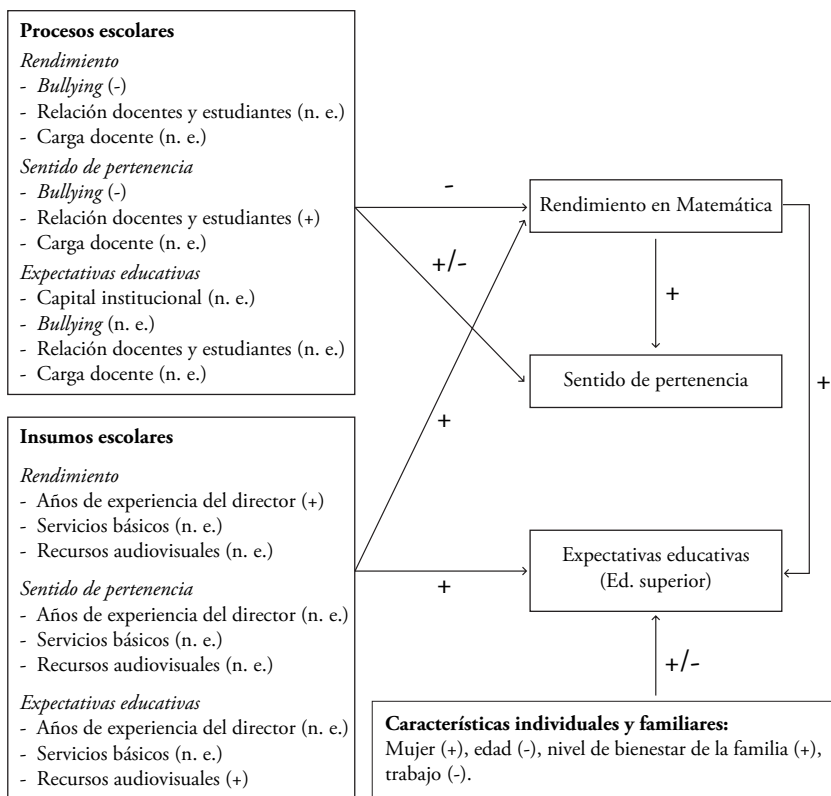 Procesos escolares
Rendimiento
- Bullying (-)
- Relación docentes y estudiantes (n. e.)
- Carga docente (n. e.)
Sentido de pertenencia
- Bullying (-)
- Relación docentes y estudiantes (+)
- Carga docente (n. e.)
Expectativas educativas
- Capital institucional (n. e.)
- Bullying (n. e.)
- Relación docentes y estudiantes (n. e.)
- Carga docente (n. e.)
Insumos escolares
Rendimiento
- Años de experiencia del director (+)
- Servicios básicos (n. e.)
- Recursos audiovisuales (n. e.)
Sentido de pertenencia
- Años de experiencia del director (n. e.)
- Servicios básicos (n. e.)
- Recursos audiovisuales (n. e.)
Expectativas educativas
- Años de experiencia del director (n. e.)
- Servicios básicos (n. e.)
- Recursos audiovisuales (+)
-
+/-
+
+
Rendimiento en Matemática
+
Sentido de pertenencia
+
Expectativas educativas
(Ed. superior)
+/-
Características individuales y familiares:
Mujer (+), edad (-), nivel de bienestar de la familia (+),
trabajo (-).